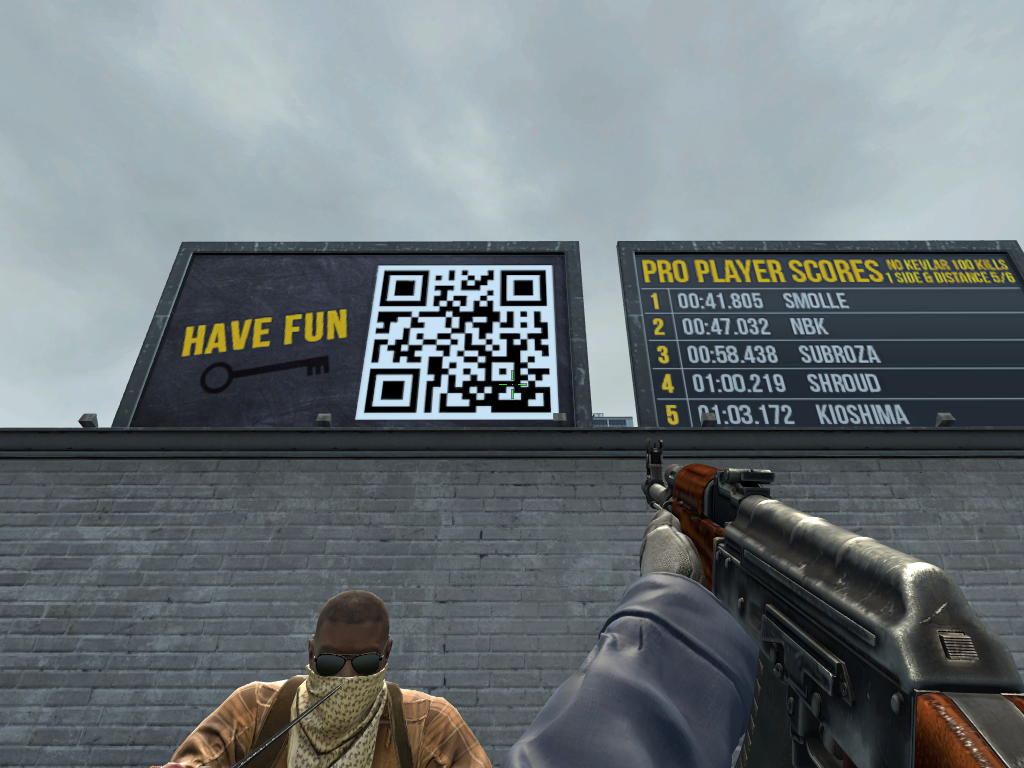 HAVE FUN
PRO PLAYER SCORES NO KEVLAR 100 KILLS
1 SIDE & DISTANCE 5/6
1 00:41.805 SMOLLE
2 00:47.032 NBK
3 00:58.438 SUBROZA
4 01:00.219 SHROUD
5 01:03.172 KIOSHIMA